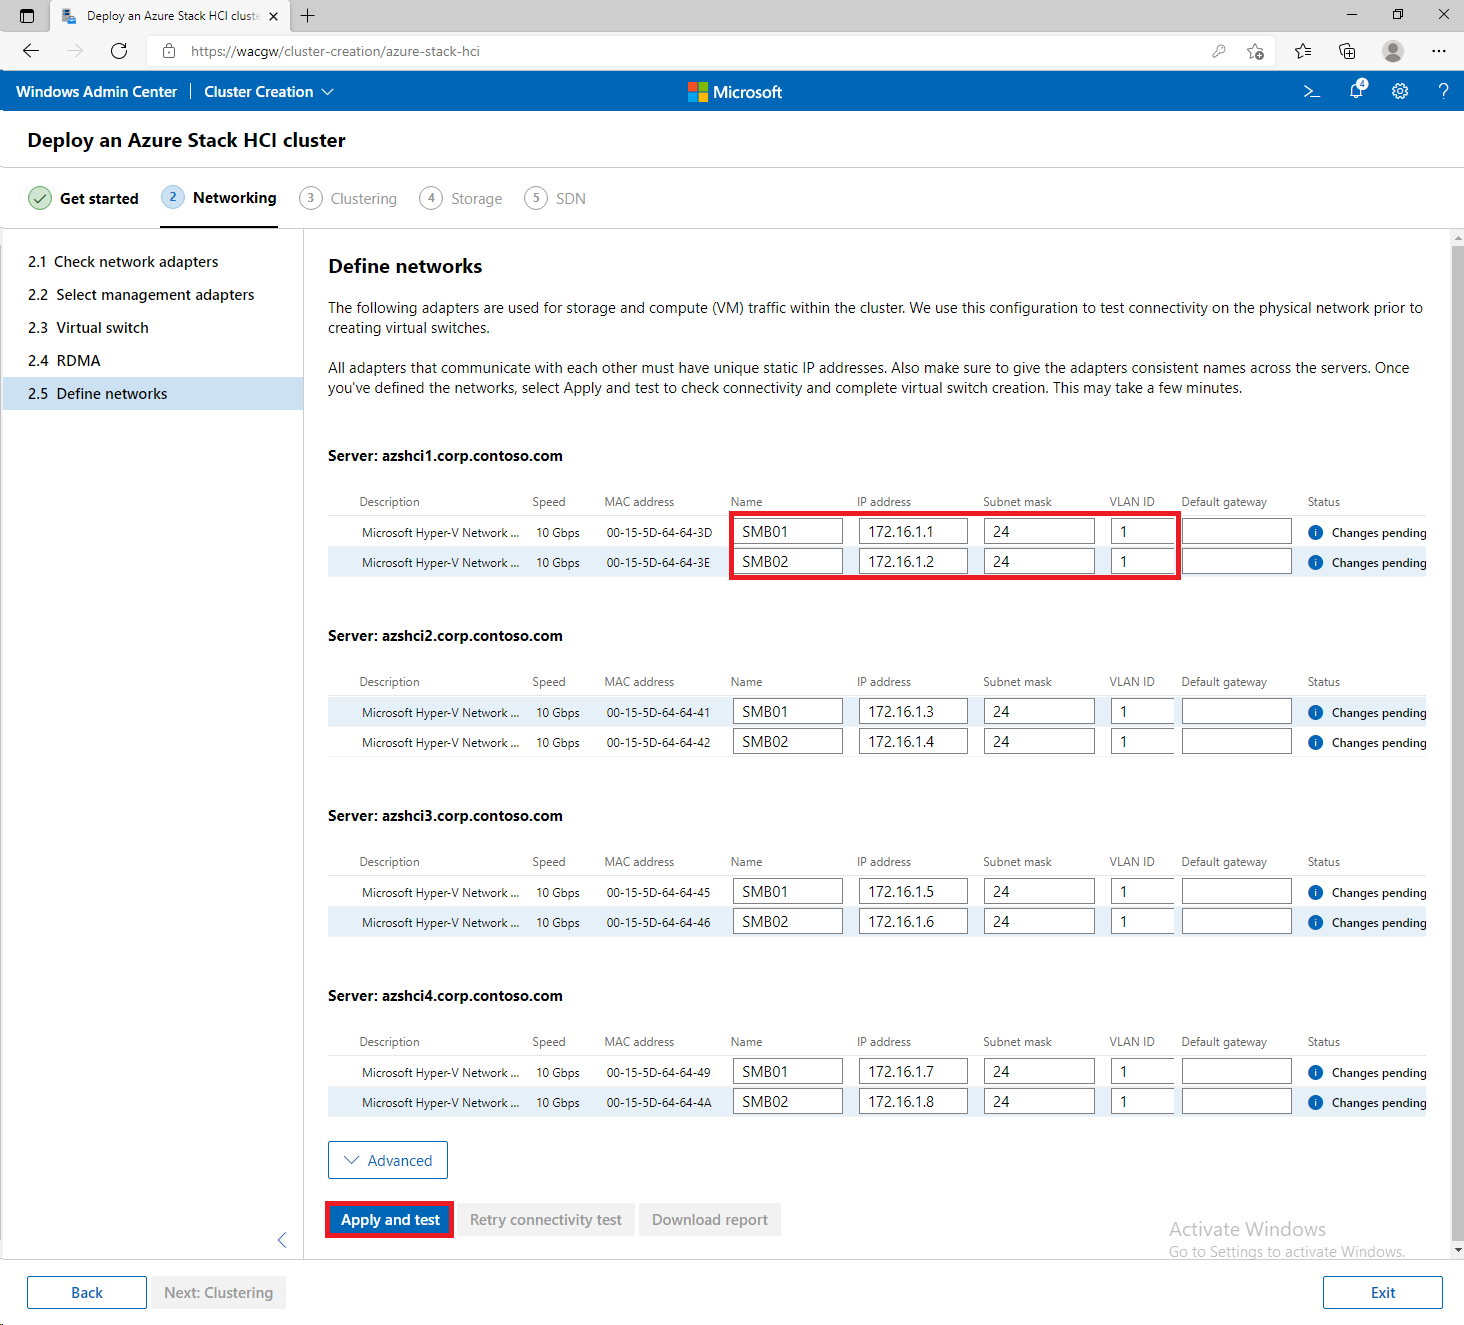 Deploy an Azure Stack HCI cluste
https://wacgw/cluster-creation/azure-stack-hci
Windows Admin Center | Cluster Creation Microsoft 4 ?
Deploy an Azure Stack HCI cluster
Get started 2 Networking 3 Clustering 4 Storage 5 SDN
2.1 Check network adapters
2.2 Select management adapters
2.3 Virtual switch
2.4 RDMA
2.5 Define networks
Define networks
The following adapters are used for storage and compute (VM) traffic within the cluster. We use this configuration to test connectivity on the physical network prior to
creating virtual switches.
All adapters that communicate with each other must have unique static IP addresses. Also make sure to give the adapters consistent names across the servers. Once
you've defined the networks, select Apply and test to check connectivity and complete virtual switch creation. This may take a few minutes.
Server: azshci1.corp.contoso.com
Description Speed MAC address Name IP address Subnet mask VLAN ID Default gateway Status
Microsoft Hyper-V Network ... 10 Gbps 00-15-5D-64-64-3D SMB01 172.16.1.1 24 1 Changes pending
Microsoft Hyper-V Network ... 10 Gbps 00-15-5D-64-64-3E SMB02 172.16.1.2 24 1 Changes pending
Server: azshci2.corp.contoso.com
Description Speed MAC address Name IP address Subnet mask VLAN ID Default gateway Status
Microsoft Hyper-V Network ... 10 Gbps 00-15-5D-64-64-41 SMB01 172.16.1.3 24 1 Changes pending
Microsoft Hyper-V Network ... 10 Gbps 00-15-5D-64-64-42 SMB02 172.16.1.4 24 1 Changes pending
Server: azshci3.corp.contoso.com
Description Speed MAC address Name IP address Subnet mask VLAN ID Default gateway Status
Microsoft Hyper-V Network ... 10 Gbps 00-15-5D-64-64-45 SMB01 172.16.1.5 24 1 Changes pending
Microsoft Hyper-V Network ... 10 Gbps 00-15-5D-64-64-46 SMB02 172.16.1.6 24 1 Changes pending
Server: azshci4.corp.contoso.com
Description Speed MAC address Name IP address Subnet mask VLAN ID Default gateway Status
Microsoft Hyper-V Network ... 10 Gbps 00-15-5D-64-64-49 SMB01 172.16.1.7 24 1 Changes pending
Microsoft Hyper-V Network ... 10 Gbps 00-15-5D-64-64-4A SMB02 172.16.1.8 24 1 Changes pending
Advanced
Apply and test Retry connectivity test Download report
Activate Windows
Go to Settings to activate Windows.
Back Next: Clustering Exit